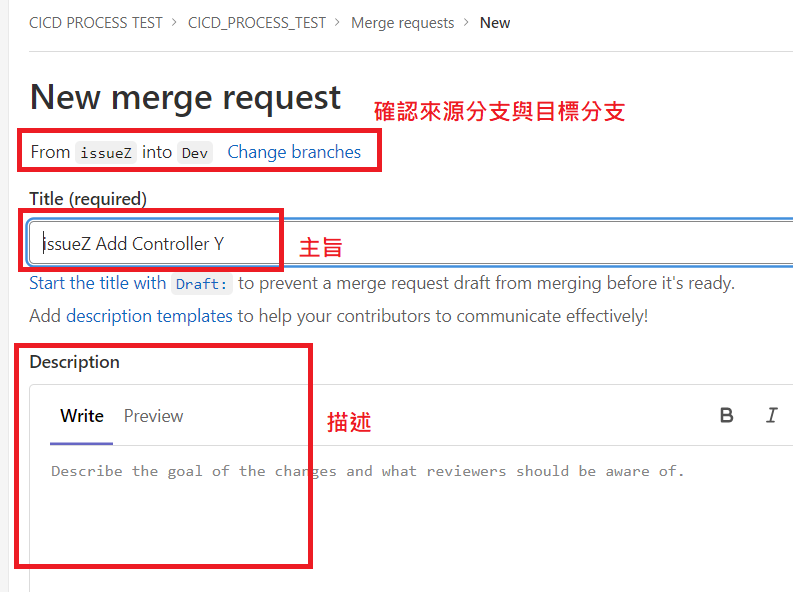 CICD PROCESS TEST > CICD_PROCESS_TEST > Merge requests > New
New merge request
確認來源分支與目標分支
From issueZ into Dev Change branches
Title (required)
issueZ Add Controller Y
主旨
Start the title with Draft: to prevent a merge request draft from merging before it's ready.
Add description templates to help your contributors to communicate effectively!
Description
Write Preview
描述
B I
Describe the goal of the changes and what reviewers should be aware of.